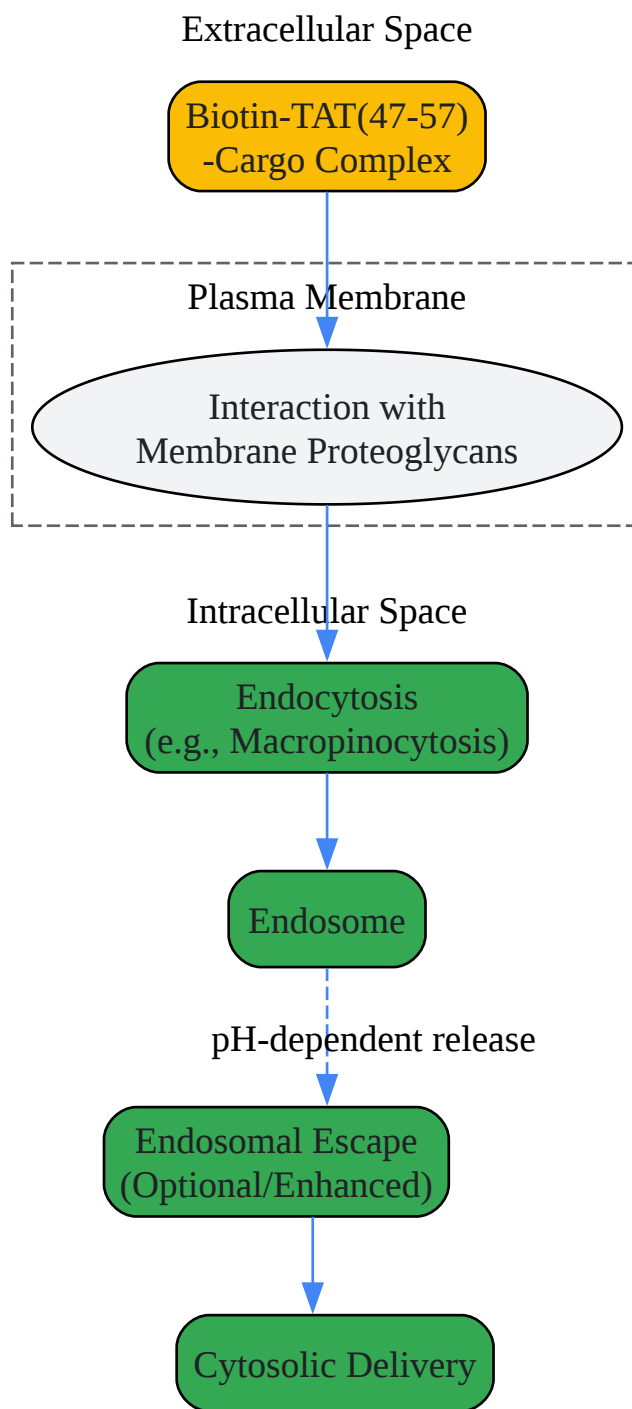 Extracellular Space
Biotin-TAT(47-57)
-Cargo Complex
Plasma Membrane
Interaction with
Membrane Proteoglycans
Intracellular Space
Endocytosis
(e.g., Macropinocytosis)
Endosome
pH-dependent release
Endosomal Escape
(Optional/Enhanced)
Cytosolic Delivery